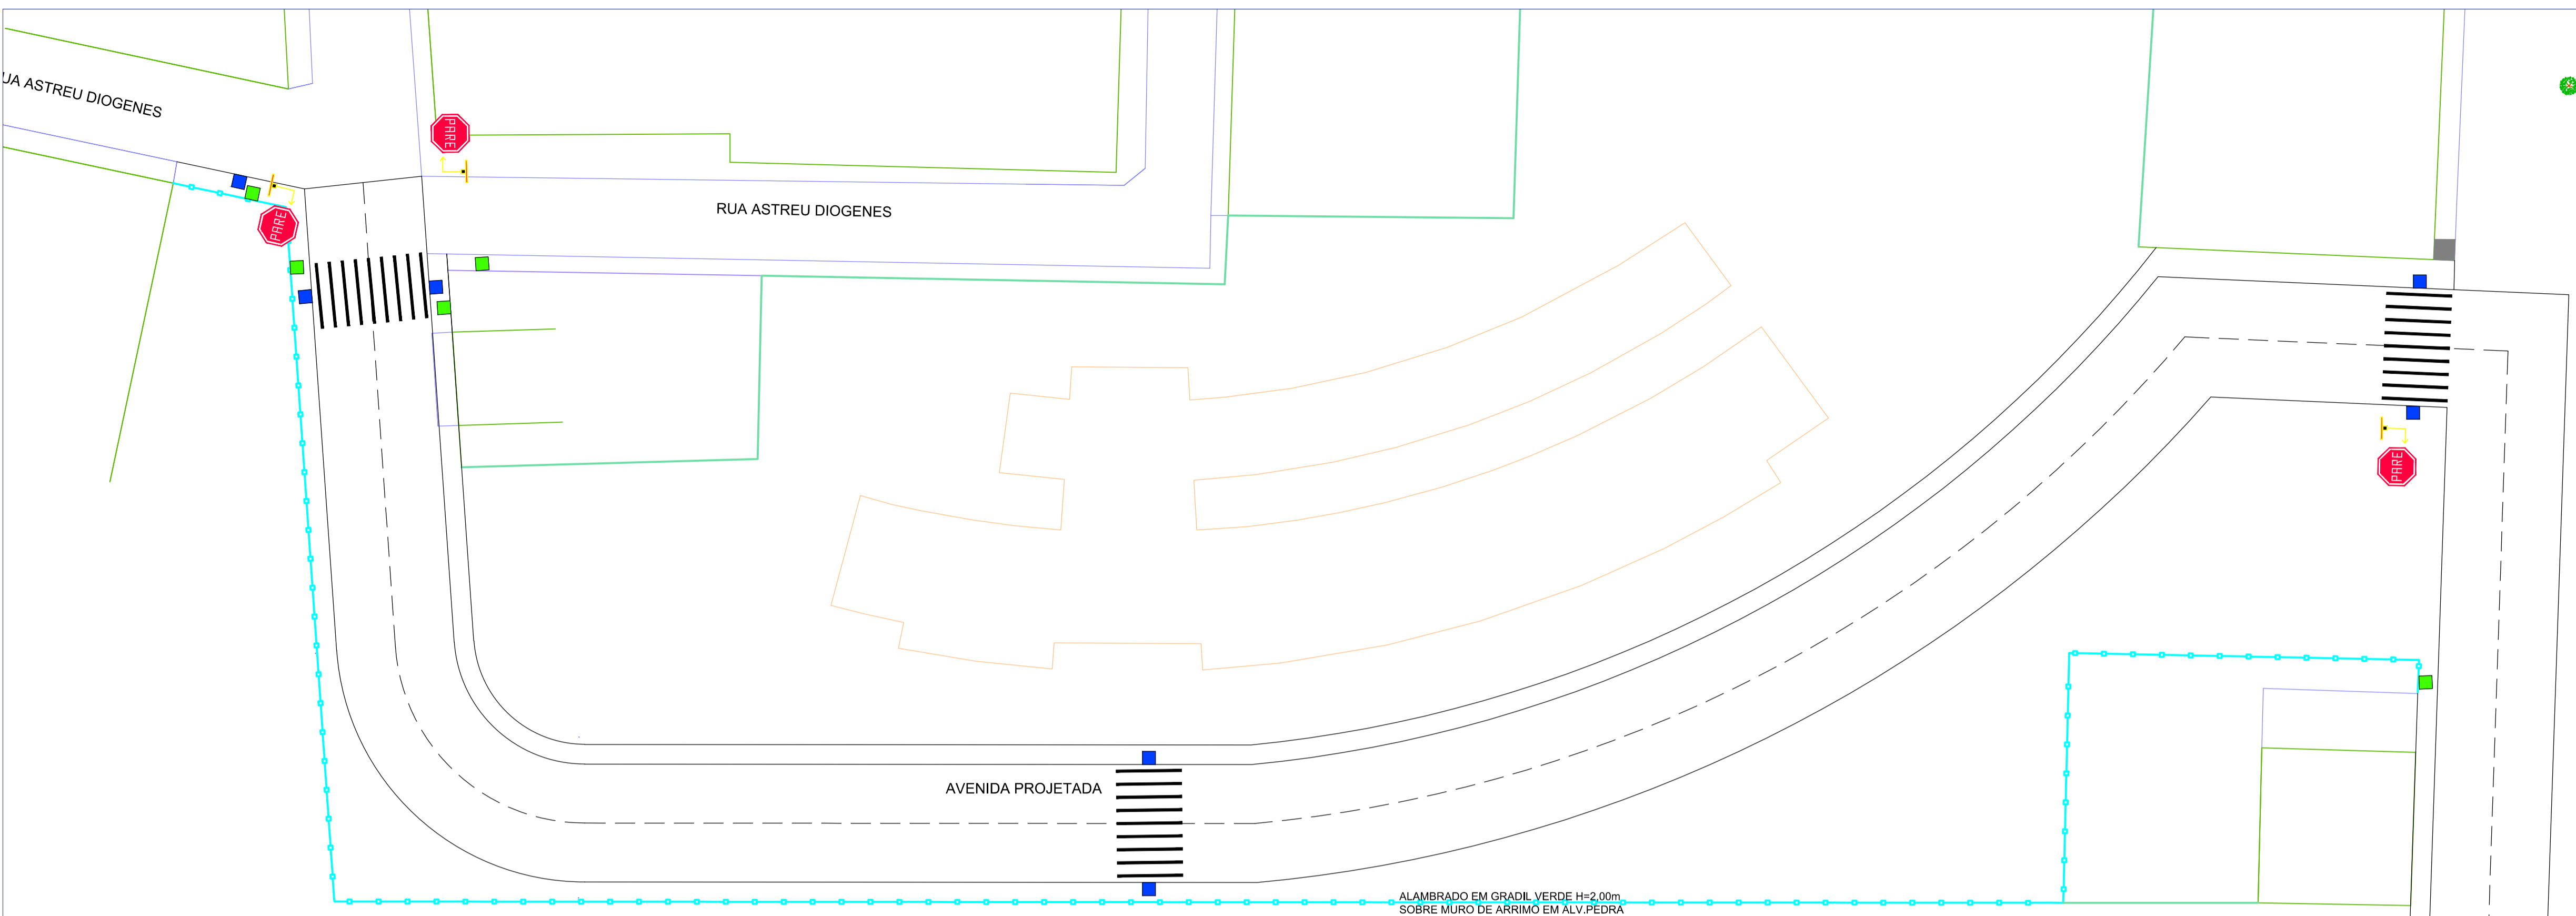 UA ASTREU DIOGENES
PARE
RUA ASTREU DIOGENES
PARE
PARE
AVENIDA PROJETADA
ALAMBRADO EM GRADIL VERDE H=2,00m
SOBRE MURO DE ARRIMO EM ALV.PEDRA